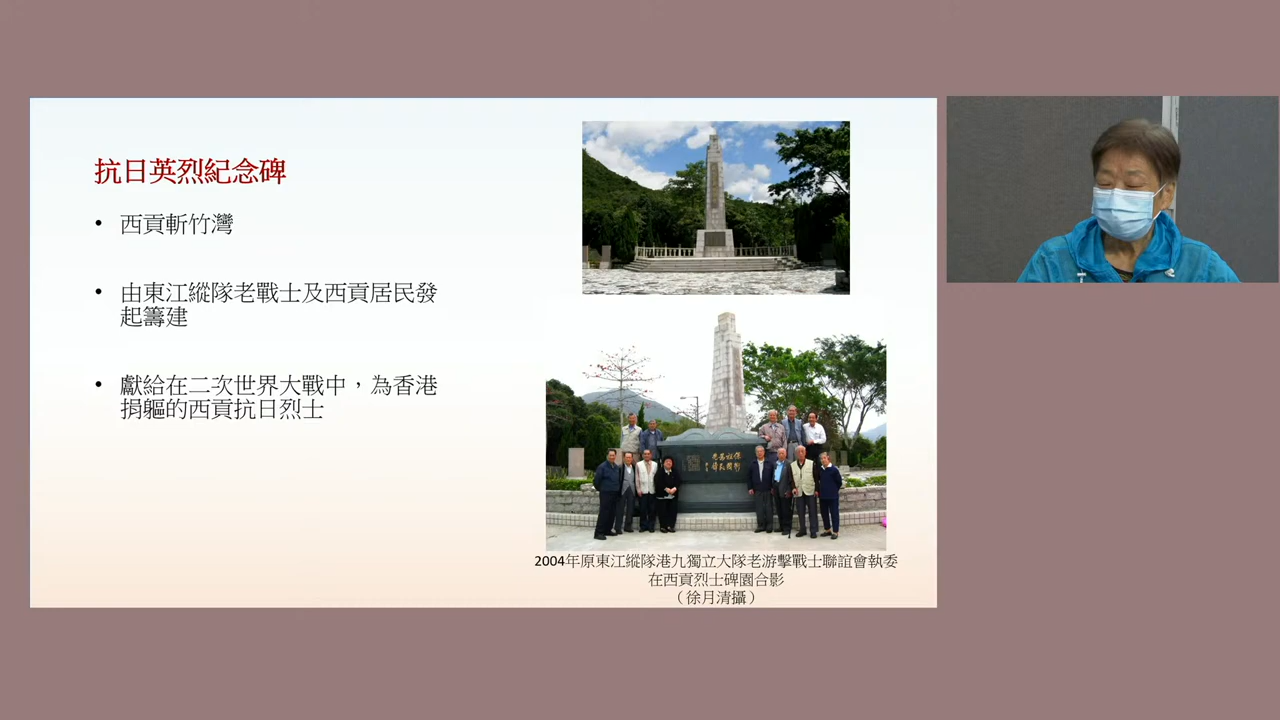 抗日英烈紀念碑
• 西貢斬竹灣
• 由東江縱隊老戰士及西貢居民發
起籌建
• 獻給在二次世界大戰中，為香港
捐軀的西貢抗日烈士
2004年原東江縱隊港九獨立大隊老游擊戰士聯誼會執委
在西貢烈士碑園合影
（徐月清攝）